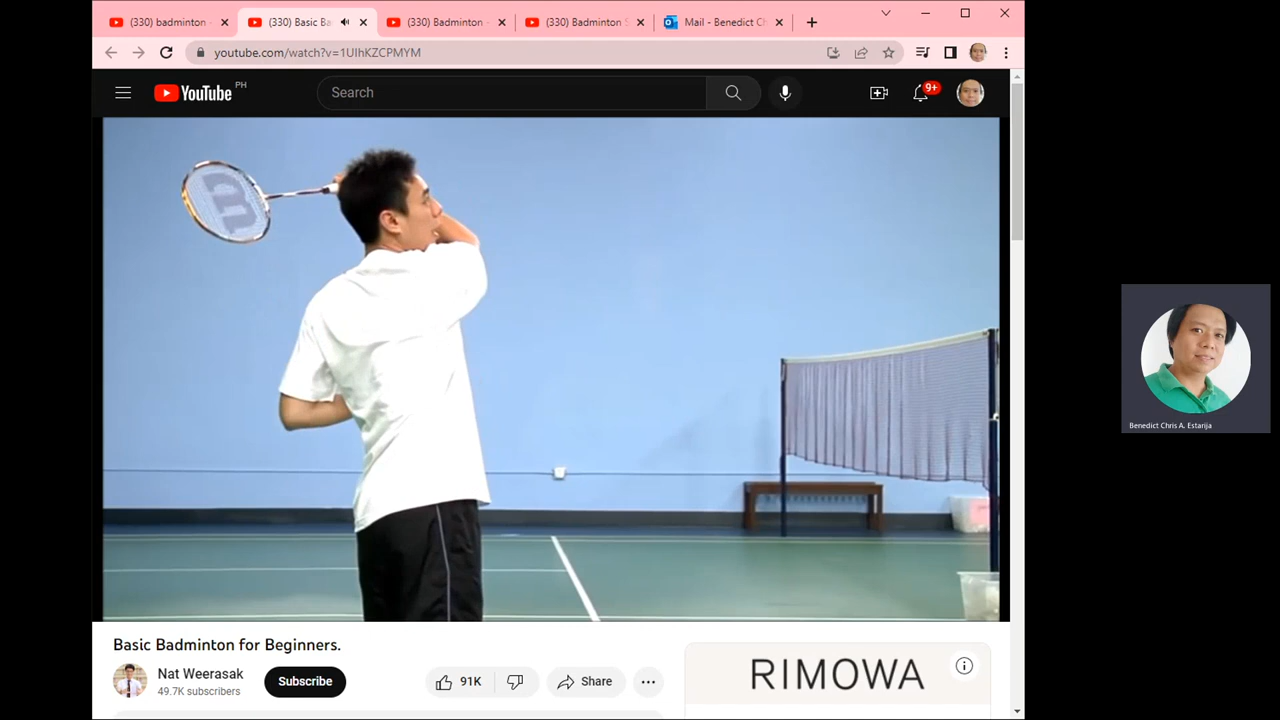 (330) badminton -
(330) Basic Ba
(330) Badminton -
(330) Badminton S
Mail - Benedict Ch
youtube.com/watch?v=1UIhKZCPMYM
YouTube PH
Search
9+
m
Benedict Chris A. Estarija
Basic Badminton for Beginners.
Nat Weerasak
49.7K subscribers
Subscribe
91K
Share
RIMOWA